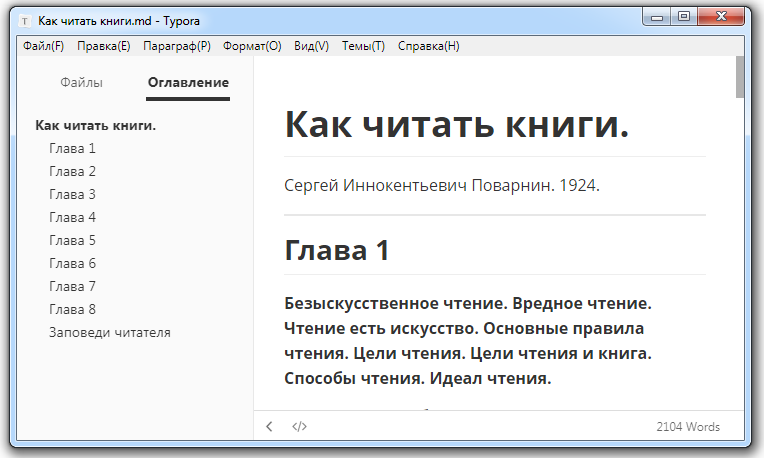 Как читать книги.md - Typora
Файл(F) Правка(E) Параграф(P) Формат(O) Вид(V) Темы(T) Справка(H)
Файлы Оглавление
Как читать книги.
Глава 1
Глава 2
Глава 3
Глава 4
Глава 5
Глава 6
Глава 7
Глава 8
Заповеди читателя
Как читать книги.
Сергей Иннокентьевич Поварнин. 1924.
Глава 1
Безыскусственное чтение. Вредное чтение.
Чтение есть искусство. Основные правила
чтения. Цели чтения. Цели чтения и книга.
Способы чтения. Идеал чтения.
2104 Words